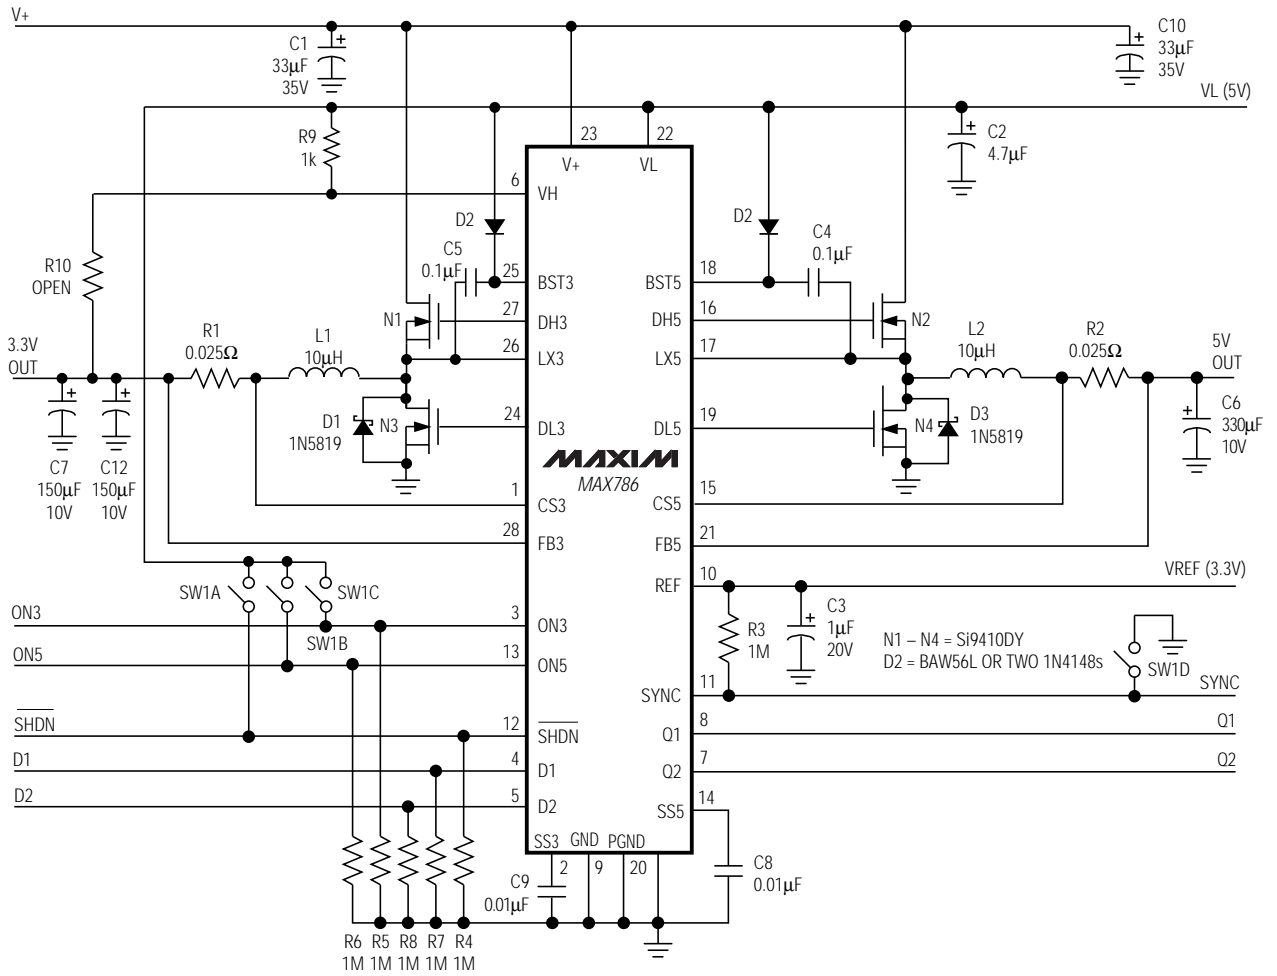 V+
C1
33µF
35V
C10
33µF
35V
VL (5V)
R9
1k
23
22
C2
4.7µF
V+
VL
6
VH
D2
D2
C5
0.1µF
C4
0.1µF
R10
OPEN
25
BST3
BST5
18
27
DH3
DH5
16
N1
N2
26
LX3
LX5
17
3.3V
OUT
R1
0.025Ω
L1
10µH
L2
10µH
R2
0.025Ω
5V
OUT
24
DL3
DL5
19
D1
1N5819
N3
N4
D3
1N5819
C6
330µF
10V
C7
150µF
10V
C12
150µF
10V
MAXIM
MAX786
1
CS3
CS5
15
28
FB3
FB5
21
REF
10
VREF (3.3V)
SW1A
SW1C
SW1B
ON3
3
ON3
ON5
13
ON5
R3
1M
C3
1µF
20V
N1 – N4 = Si9410DY
D2 = BAW56L OR TWO 1N4148s
SW1D
SYNC
11
SYNC
SHDN
12
SHDN
Q1
8
Q1
D1
4
D1
Q2
7
Q2
D2
5
D2
SS5
14
SS3
GND
PGND
2
9
20
C9
0.01µF
C8
0.01µF
R6
1M
R5
1M
R8
1M
R7
1M
R4
1M